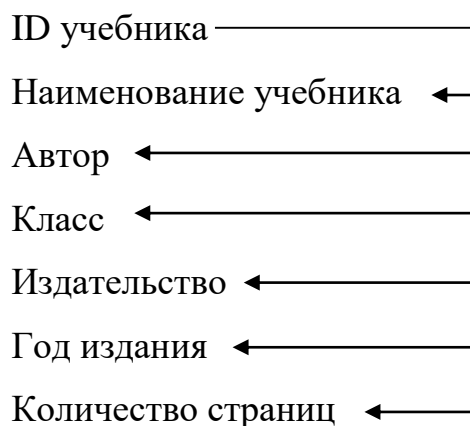 ID учебника
Наименование учебника
Автор
Класс
Издательство
Год издания
Количество страниц